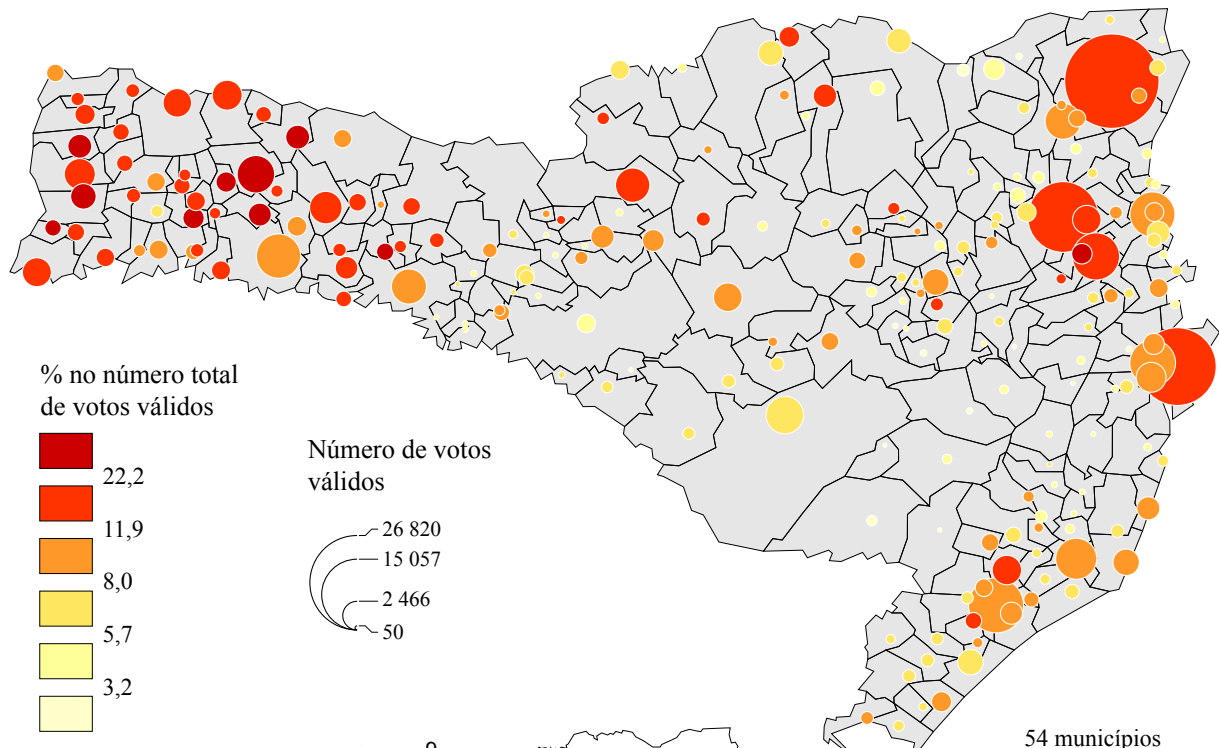 % no número total
de votos válidos
22,2
11,9
8,0
5,7
3,2
Número de votos
válidos
26 820
15 057
2 466
50
54 municípios